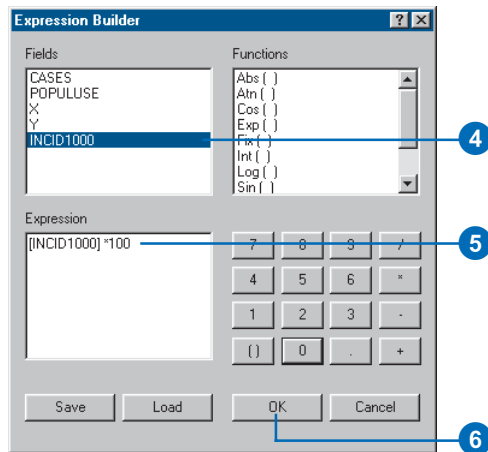 Expression Builder
Fields
CASES
POPULUSE
X
Y
INCID1000
Functions
Abs ( )
Atn ( )
Cos ( )
Exp ( )
Fix ( )
Int ( )
Log ( )
Sin ( )
4
Expression
[INCID1000] *100
7 8 9 /
5
4 5 6 *
1 2 3 -
( ) 0 . +
Save Load OK Cancel
6